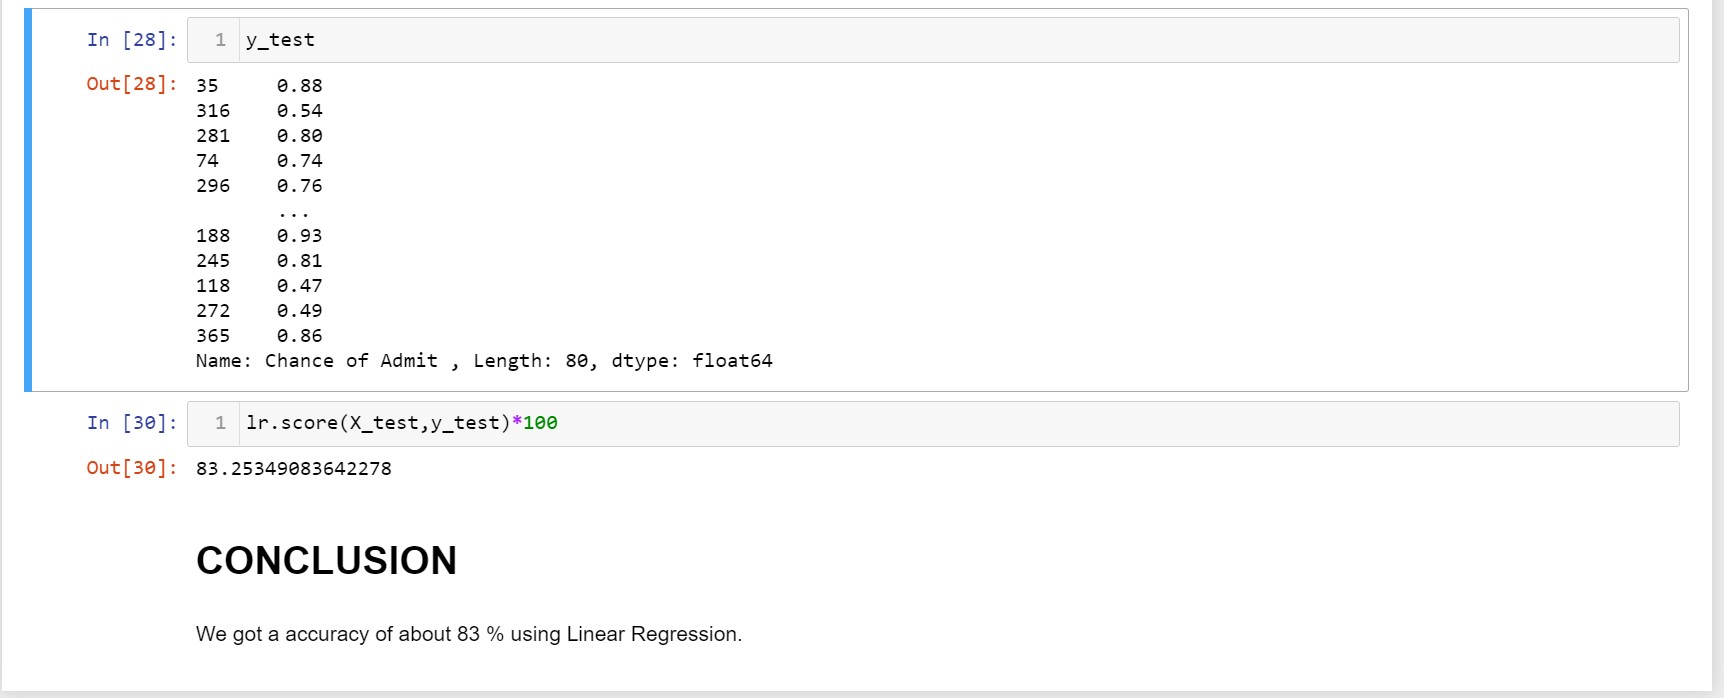 In [28]: 1 y_test
Out[28]: 35 0.88
316 0.54
281 0.80
74 0.74
296 0.76
...
188 0.93
245 0.81
118 0.47
272 0.49
365 0.86
Name: Chance of Admit , Length: 80, dtype: float64
In [30]: 1 lr.score(X_test,y_test)*100
Out[30]: 83.25349083642278
CONCLUSION
We got a accuracy of about 83 % using Linear Regression.